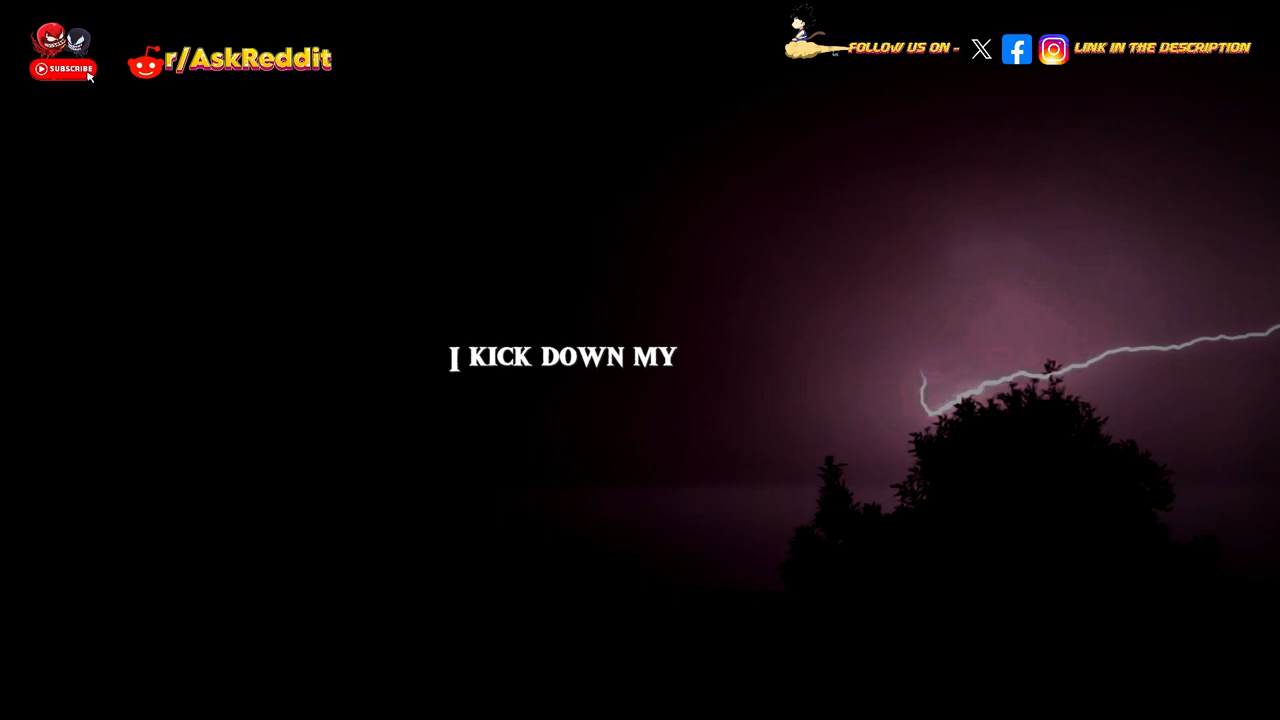 SUBSCRIBE
r/AskReddit
FOLLOW US ON -
LINK IN THE DESCRIPTION
I KICK DOWN MY